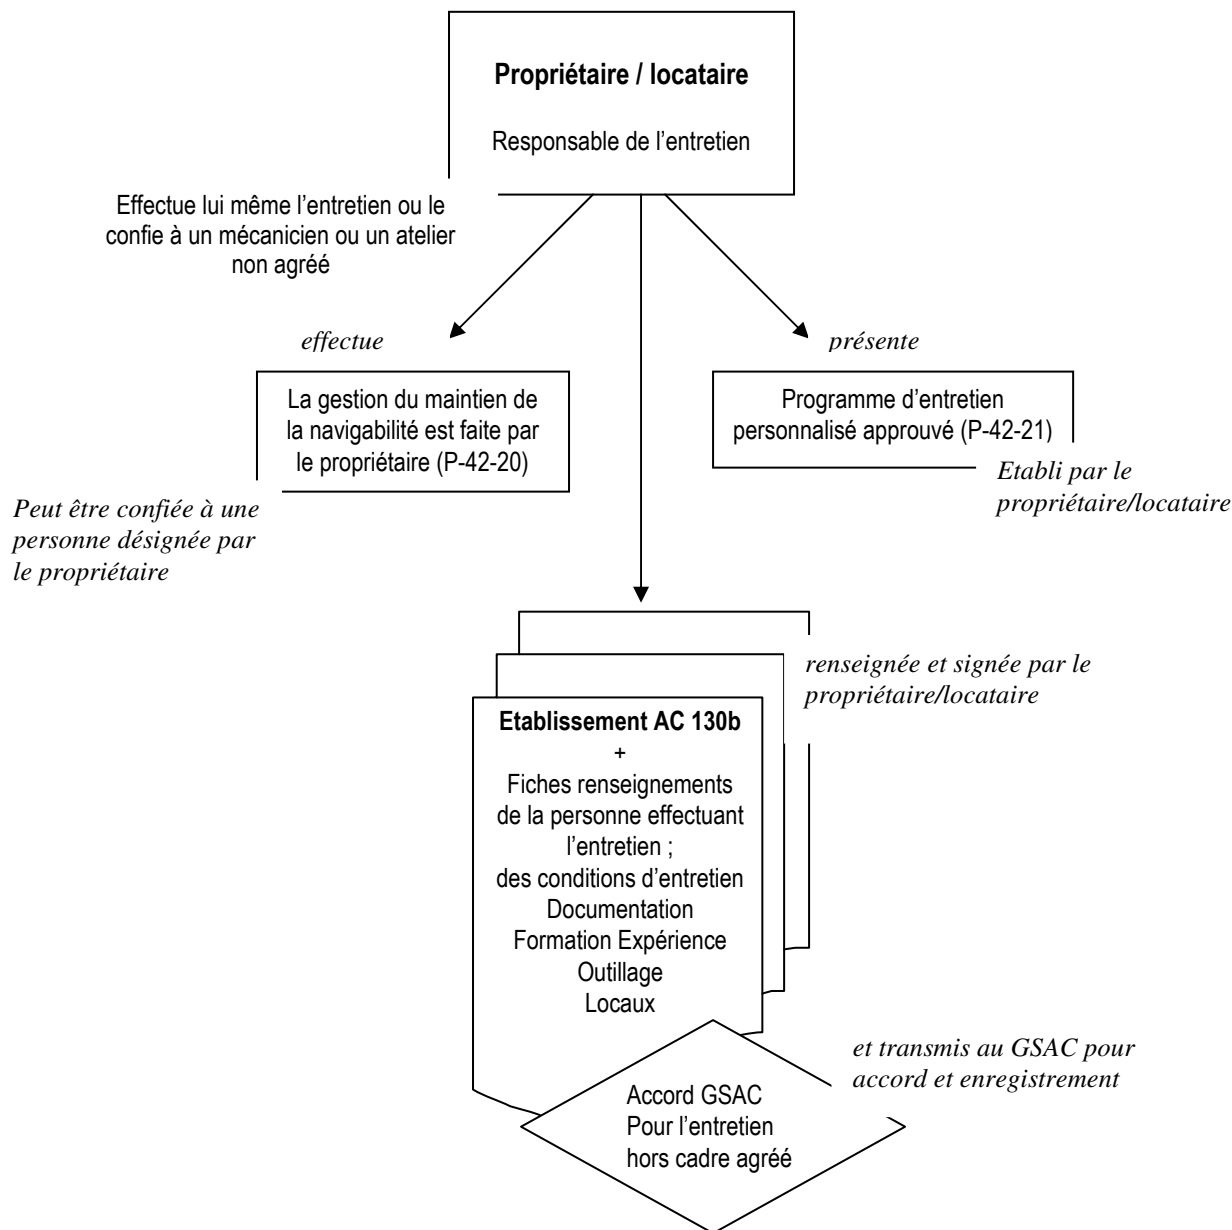 Propriétaire / locataire
Responsable de l’entretien
Effectue lui même l’entretien ou le
confie à un mécanicien ou un atelier
non agréé
effectue
présente
La gestion du maintien de
la navigabilité est faite par
le propriétaire (P-42-20)
Programme d’entretien
personnalisé approuvé (P-42-21)
Peut être confiée à une
personne désignée par
le propriétaire
Etabli par le
propriétaire/locataire
renseignée et signée par le
propriétaire/locataire
Etablissement AC 130b
+
Fiches renseignements
de la personne effectuant
l’entretien ;
des conditions d’entretien
Documentation
Formation Expérience
Outillage
Locaux
et transmis au GSAC pour
accord et enregistrement
Accord GSAC
Pour l’entretien
hors cadre agréé